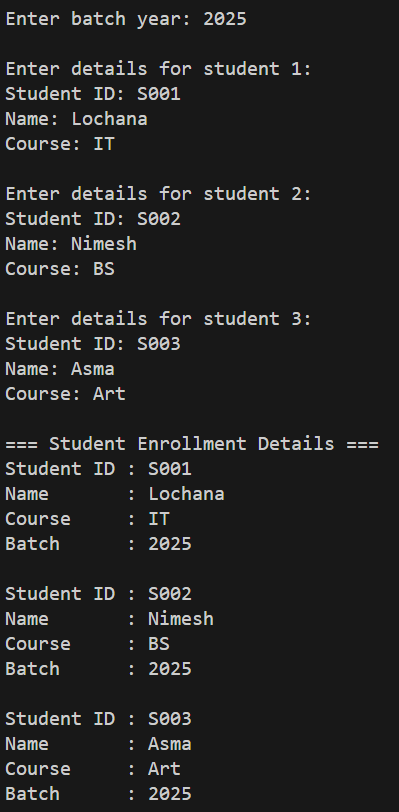 Enter batch year: 2025
Enter details for student 1:
Student ID: S001
Name: Lochana
Course: IT
Enter details for student 2:
Student ID: S002
Name: Nimesh
Course: BS
Enter details for student 3:
Student ID: S003
Name: Asma
Course: Art
=== Student Enrollment Details ===
Student ID : S001
Name       : Lochana
Course     : IT
Batch      : 2025
Student ID : S002
Name       : Nimesh
Course     : BS
Batch      : 2025
Student ID : S003
Name       : Asma
Course     : Art
Batch      : 2025